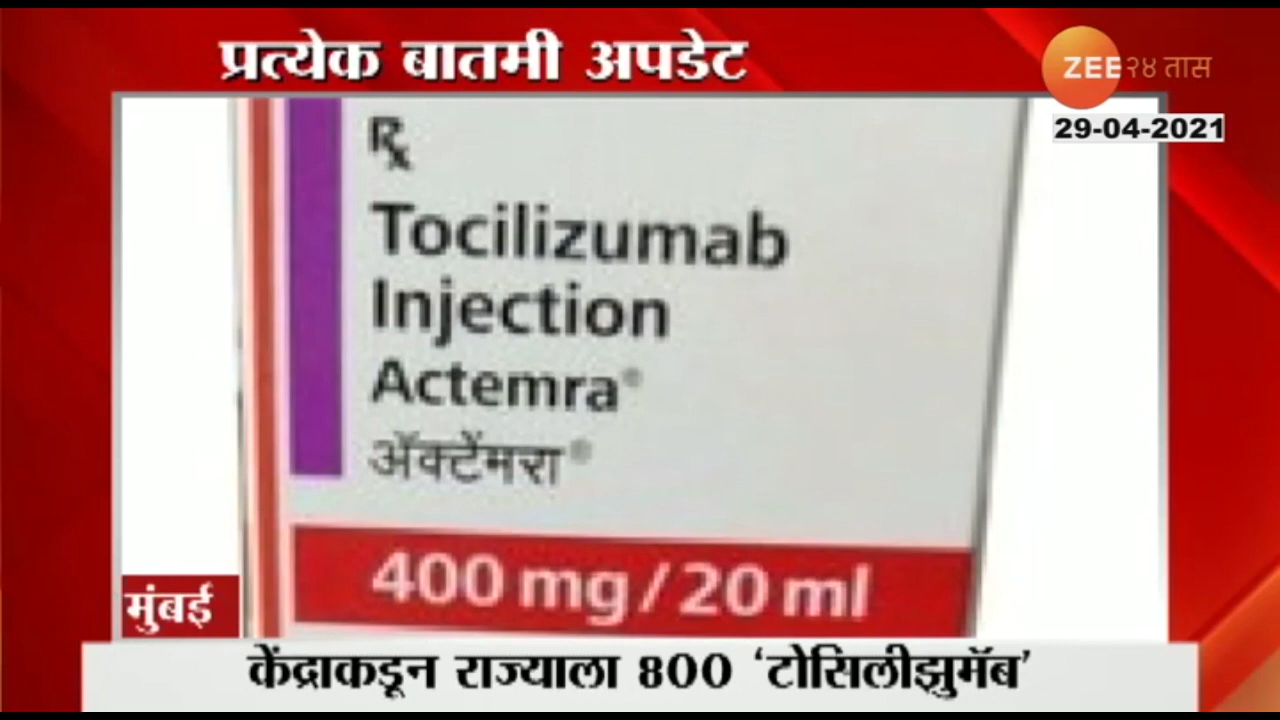 प्रत्येक बातमी अपडेट
ZEE २४ तास
29-04-2021
Rx
Tocilizumab
Injection
Actemra®
ॲक्टेंमरा®
400 mg / 20 ml
मुंबई
केंद्राकडून राज्याला 800 ‘टोसिलीझुमॅब’